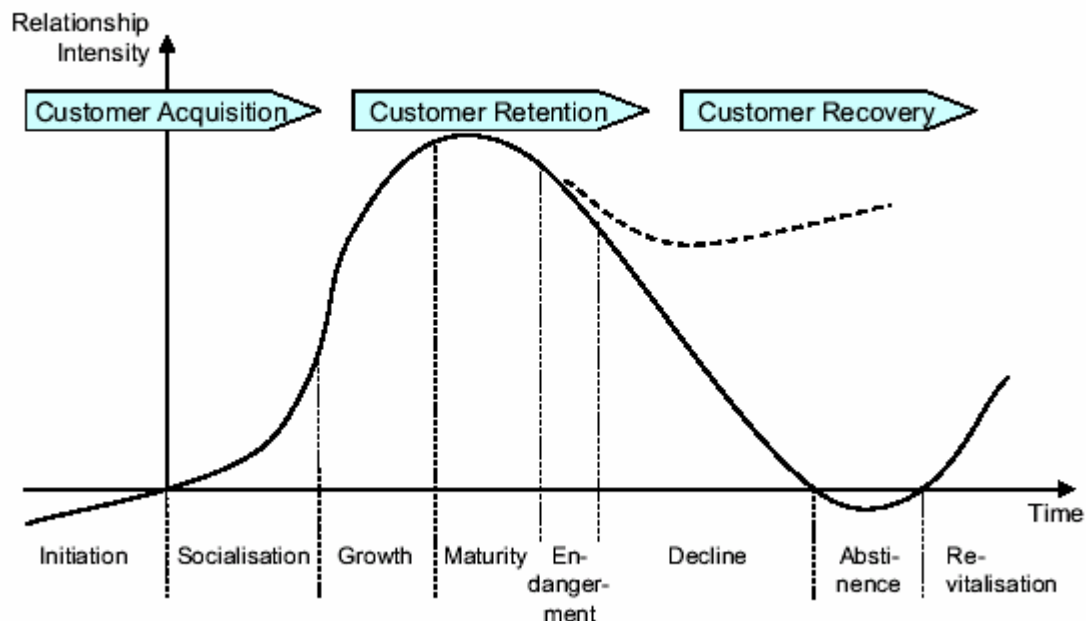 Relationship
Intensity
Customer Acquisition
Customer Retention
Customer Recovery
Time
Initiation
Socialisation
Growth
Maturity
En-
danger-
ment
Decline
Absti-
nence
Re-
vitalisation